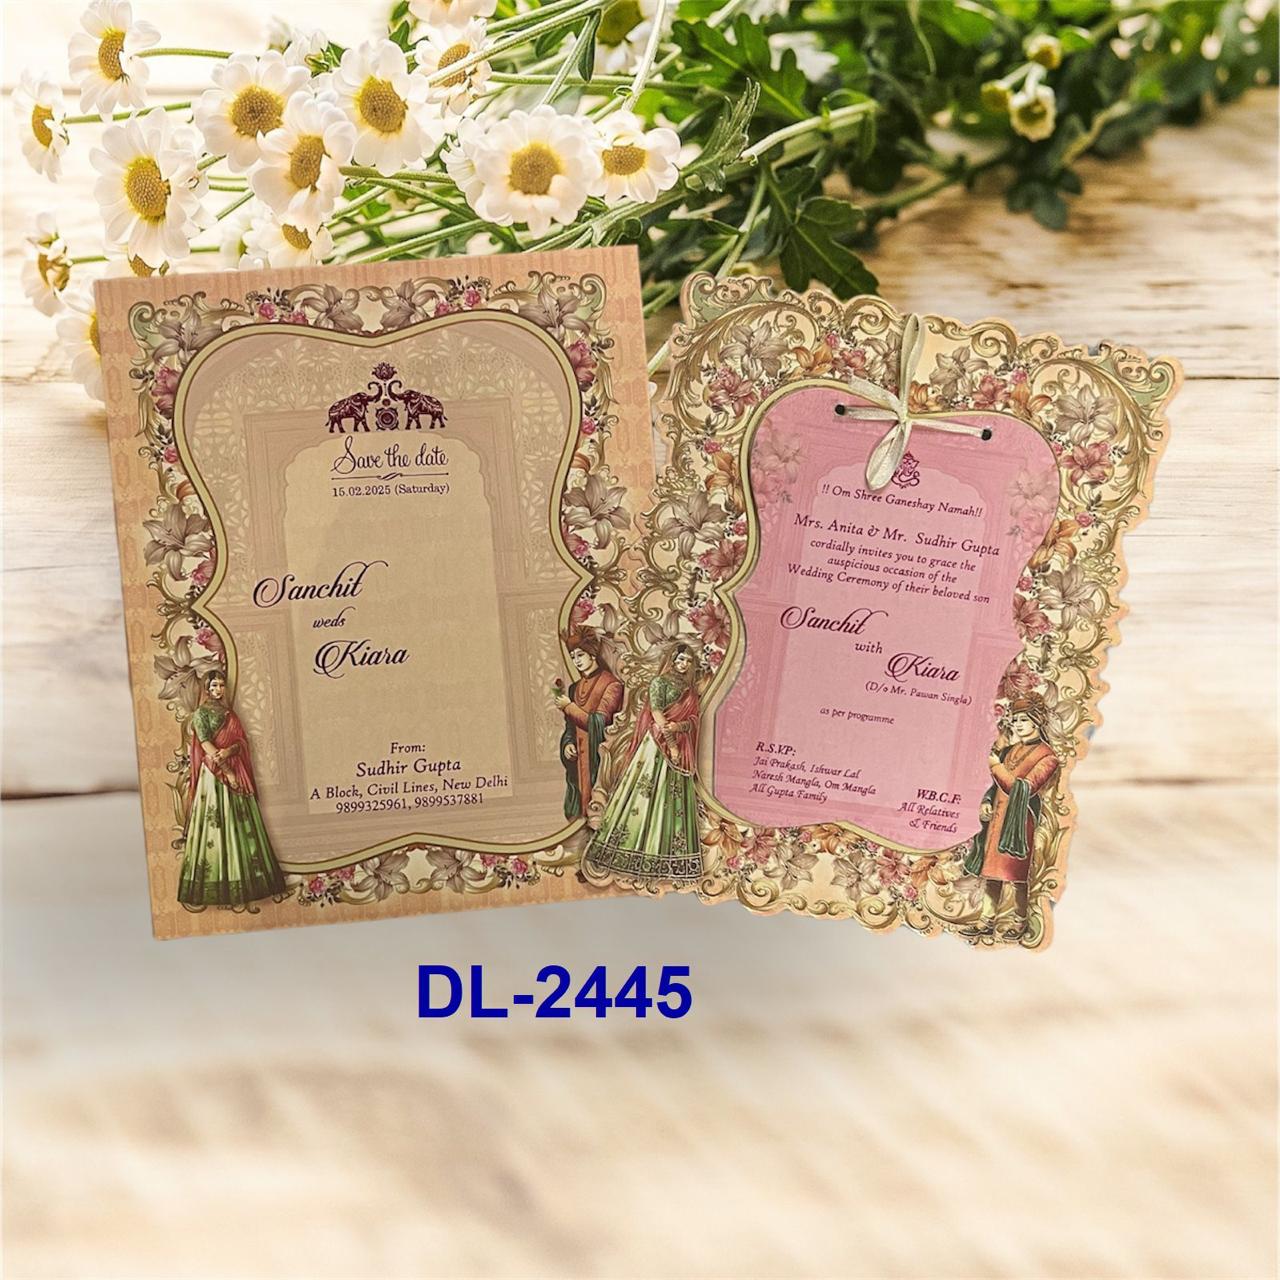 Save the date
15.02.2025 (Saturday)
Sanchit
weds
Kiara
From:
Sudhir Gupta
A Block, Civil Lines, New Delhi
9899325961, 9899537881
!! Om Shree Ganeshay Namah!!
Mrs. Anita & Mr. Sudhir Gupta
cordially invites you to grace the
auspicious occasion of the
Wedding Ceremony of their beloved son
Sanchit
with
Kiara
(D/o Mr. Pawan Singla)
as per programme
R.S.V.P:
Jai Prakash, Ishwar Lal
Naresh Mangla, Om Mangla
All Gupta Family
W.B.C.F:
All Relatives
& Friends
DL-2445